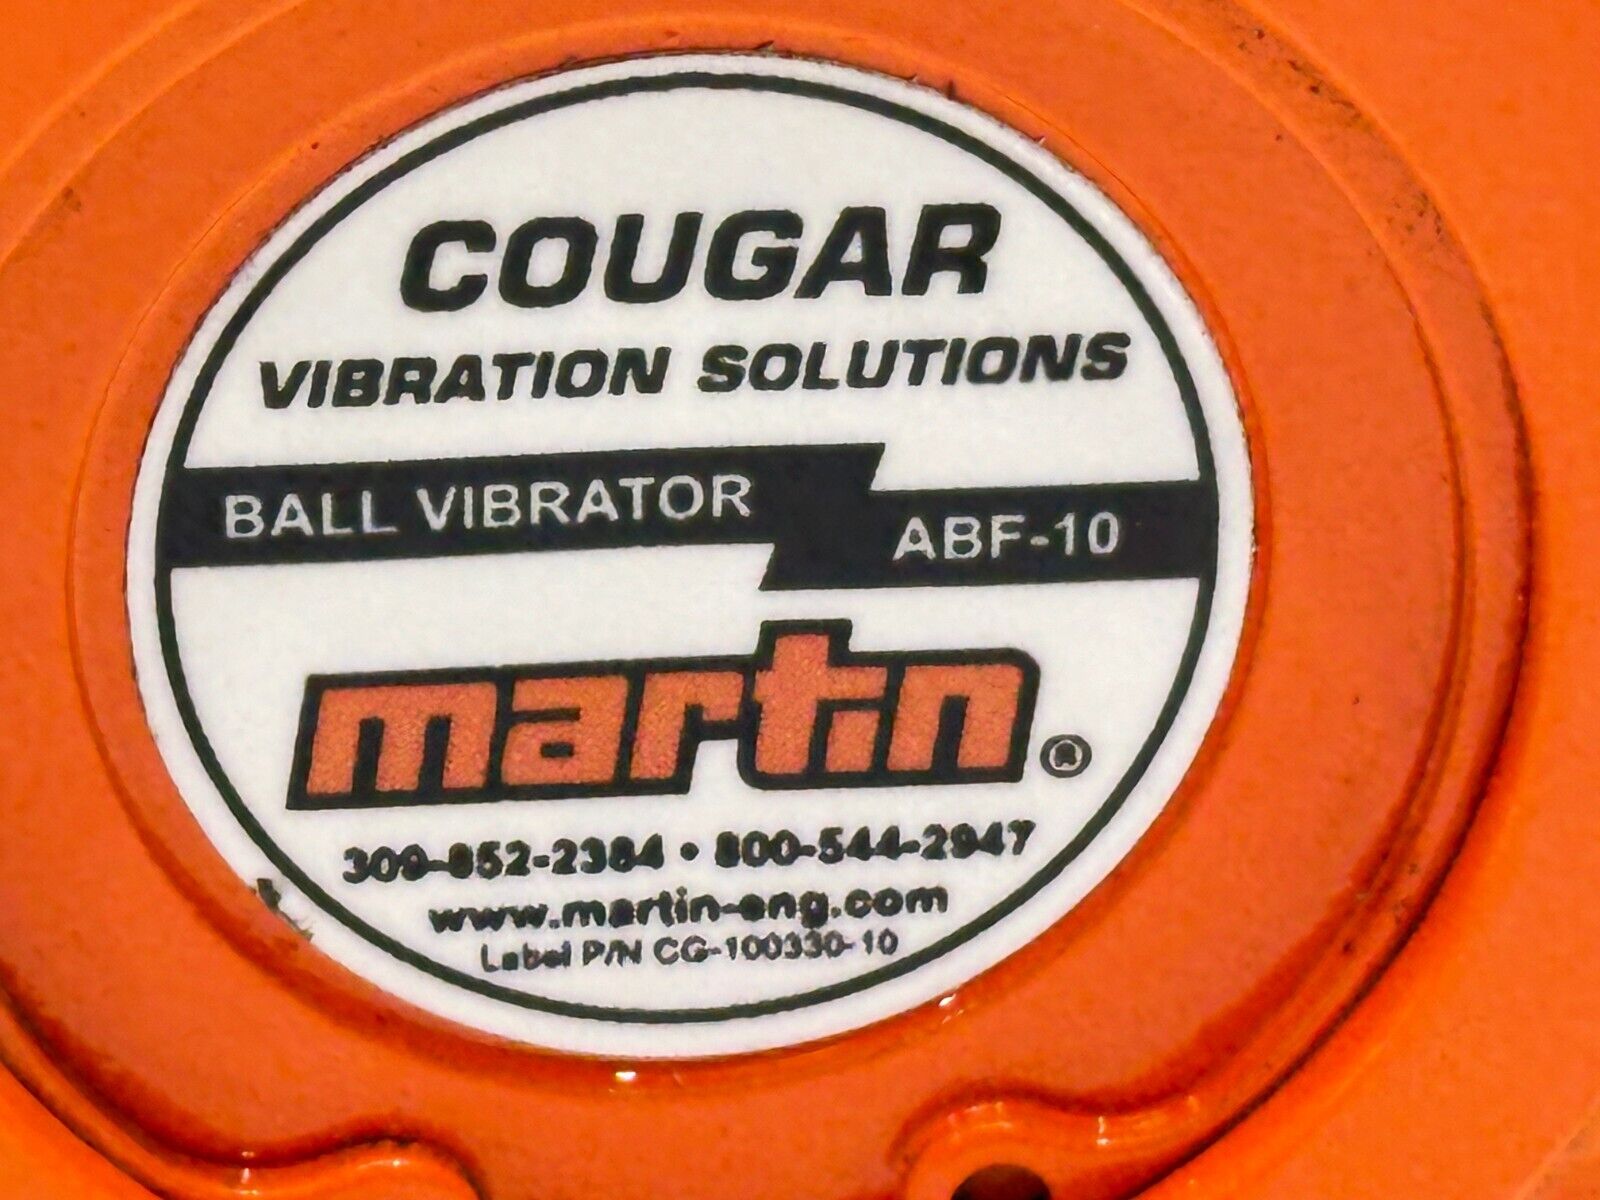 COUGAR
VIBRATION SOLUTIONS
BALL VIBRATOR
ABF-10
martin®
309-852-2384 • 800-544-2947
www.martin-eng.com
Label P/N CG-100330-10